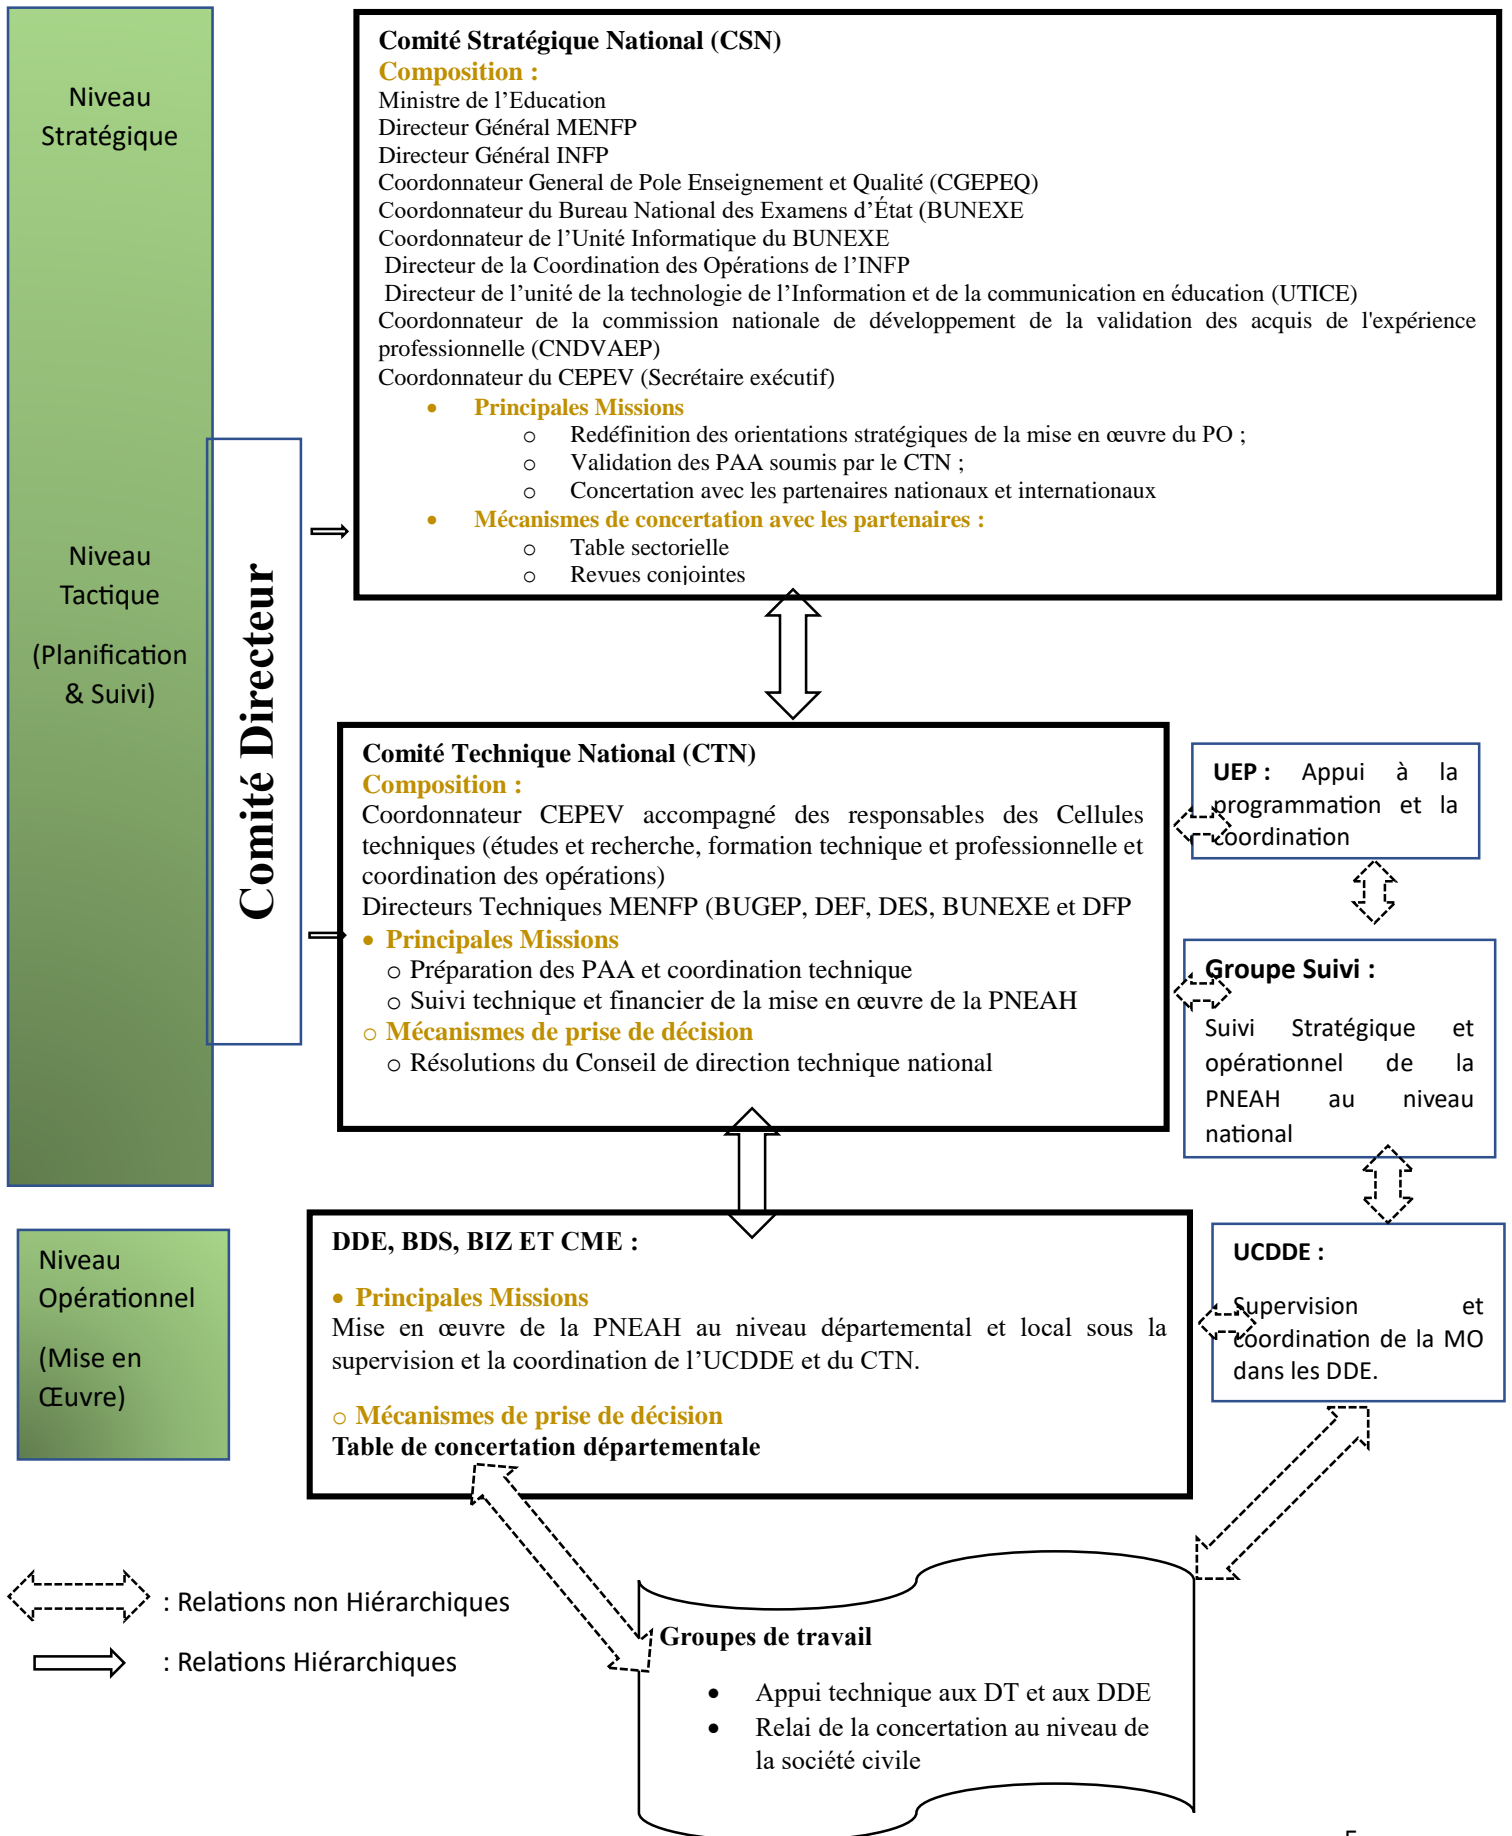 Niveau
Stratégique
Niveau
Tactique
(Planification
& Suivi)
Comité Directeur
Comité Stratégique National (CSN)
Composition :
Ministre de l’Education
Directeur Général MENFP
Directeur Général INFP
Coordonnateur General de Pole Enseignement et Qualité (CGEPEQ)
Coordonnateur du Bureau National des Examens d’État (BUNEXE
Coordonnateur de l’Unité Informatique du BUNEXE
Directeur de la Coordination des Opérations de l’INFP
Directeur de l’unité de la technologie de l’Information et de la communication en éducation (UTICE)
Coordonnateur de la commission nationale de développement de la validation des acquis de l'expérience
professionnelle (CNDVAEP)
Coordonnateur du CEPEV (Secrétaire exécutif)
• Principales Missions
o Redéfinition des orientations stratégiques de la mise en œuvre du PO ;
o Validation des PAA soumis par le CTN ;
o Concertation avec les partenaires nationaux et internationaux
• Mécanismes de concertation avec les partenaires :
o Table sectorielle
o Revues conjointes
Comité Technique National (CTN)
Composition :
Coordonnateur CEPEV accompagné des responsables des Cellules
techniques (études et recherche, formation technique et professionnelle et
coordination des opérations)
Directeurs Techniques MENFP (BUGEP, DEF, DES, BUNEXE et DFP
• Principales Missions
o Préparation des PAA et coordination technique
o Suivi technique et financier de la mise en œuvre de la PNEAH
o Mécanismes de prise de décision
o Résolutions du Conseil de direction technique national
UEP : Appui à la
programmation et la
coordination
Groupe Suivi :
Suivi Stratégique et
opérationnel de la
PNEAH au niveau
national
Niveau
Opérationnel
(Mise en
Œuvre)
DDE, BDS, BIZ ET CME :
• Principales Missions
Mise en œuvre de la PNEAH au niveau départemental et local sous la
supervision et la coordination de l’UCDDE et du CTN.
o Mécanismes de prise de décision
Table de concertation départementale
UCDDE :
Supervision et
coordination de la MO
dans les DDE.
: Relations non Hiérarchiques
: Relations Hiérarchiques
Groupes de travail
• Appui technique aux DT et aux DDE
• Relai de la concertation au niveau de
la société civile